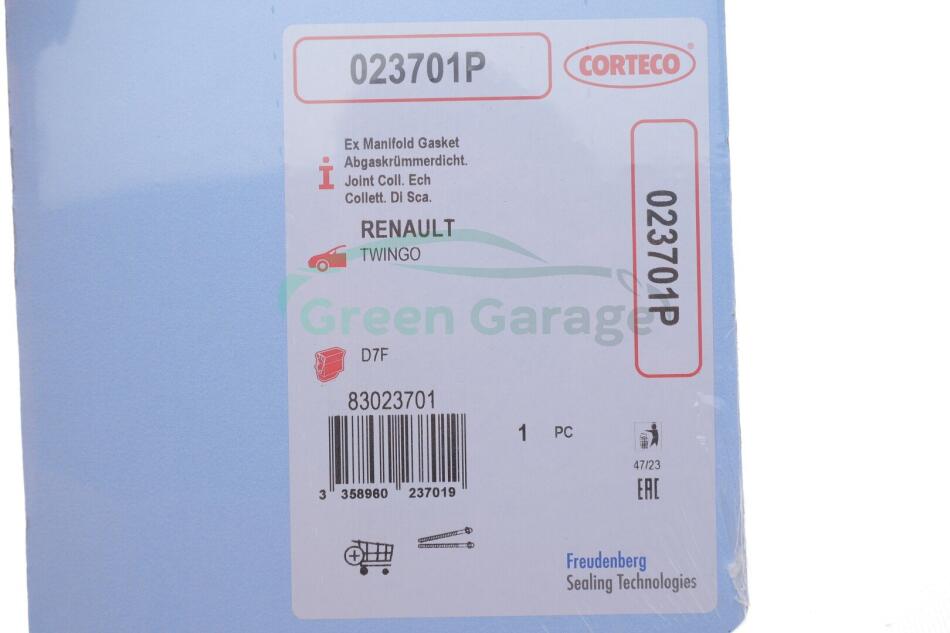 023701P
CORTECO
Ex Manifold Gasket
Abgaskrümmerdicht.
Joint Coll. Ech
Collett. Di Sca.
RENAULT
TWINGO
023701P
Green Garage
D7F
83023701
1 PC
3 358960 237019
47/23
EAC
Freudenberg
Sealing Technologies